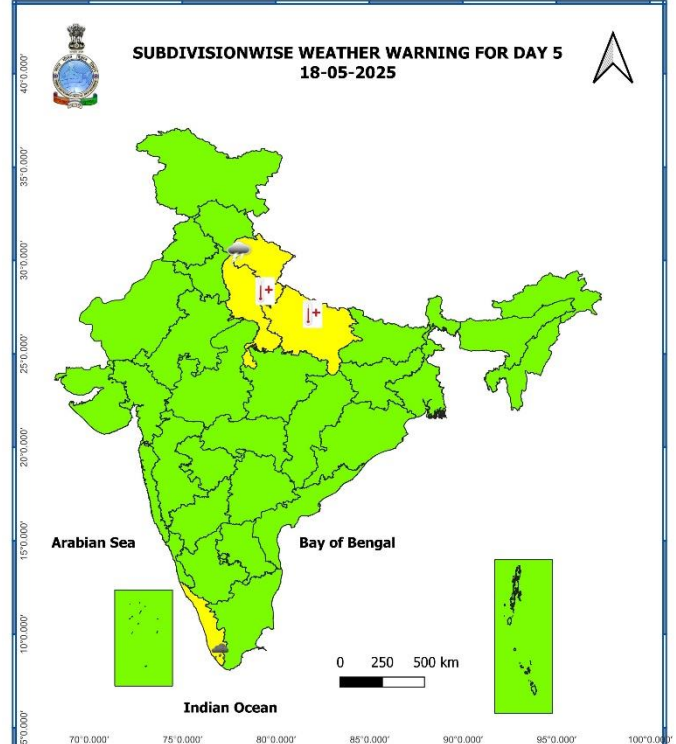 SUBDIVISIONWISE WEATHER WARNING FOR DAY 5
18-05-2025
40°0.000'
35°0.000'
30°0.000'
25°0.000'
20°0.000'
15°0.000'
10°0.000'
5°0.000'
Arabian Sea
Bay of Bengal
0 250 500 km
Indian Ocean
70°0.000' 75°0.000' 80°0.000' 85°0.000' 90°0.000' 95°0.000' 100°0.000'